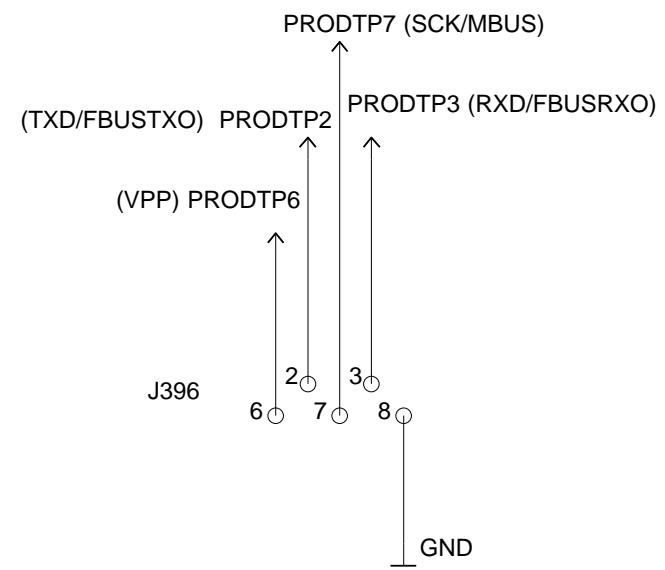 PRODTP7 (SCK/MBUS)
PRODTP3 (RXD/FBUSRXO)
(TXD/FBUSTXO) PRODTP2
(VPP) PRODTP6
2
3
J396
6
7
8
GND